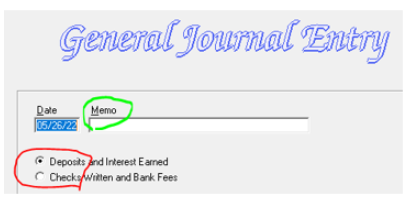 General Journal Entry
Date Memo
05/26/22
Deposits and Interest Earned
Checks Written and Bank Fees